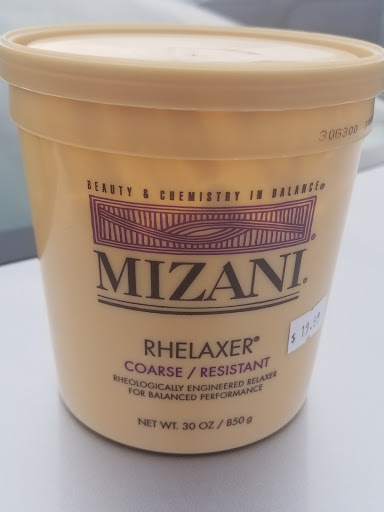 30G300
BEAUTY & CHEMISTRY IN BALANCE®
MIZANI®
RHELAXER®
COARSE / RESISTANT
RHEOLOGICALLY ENGINEERED RELAXER
FOR BALANCED PERFORMANCE
NET WT. 30 OZ / 850 g